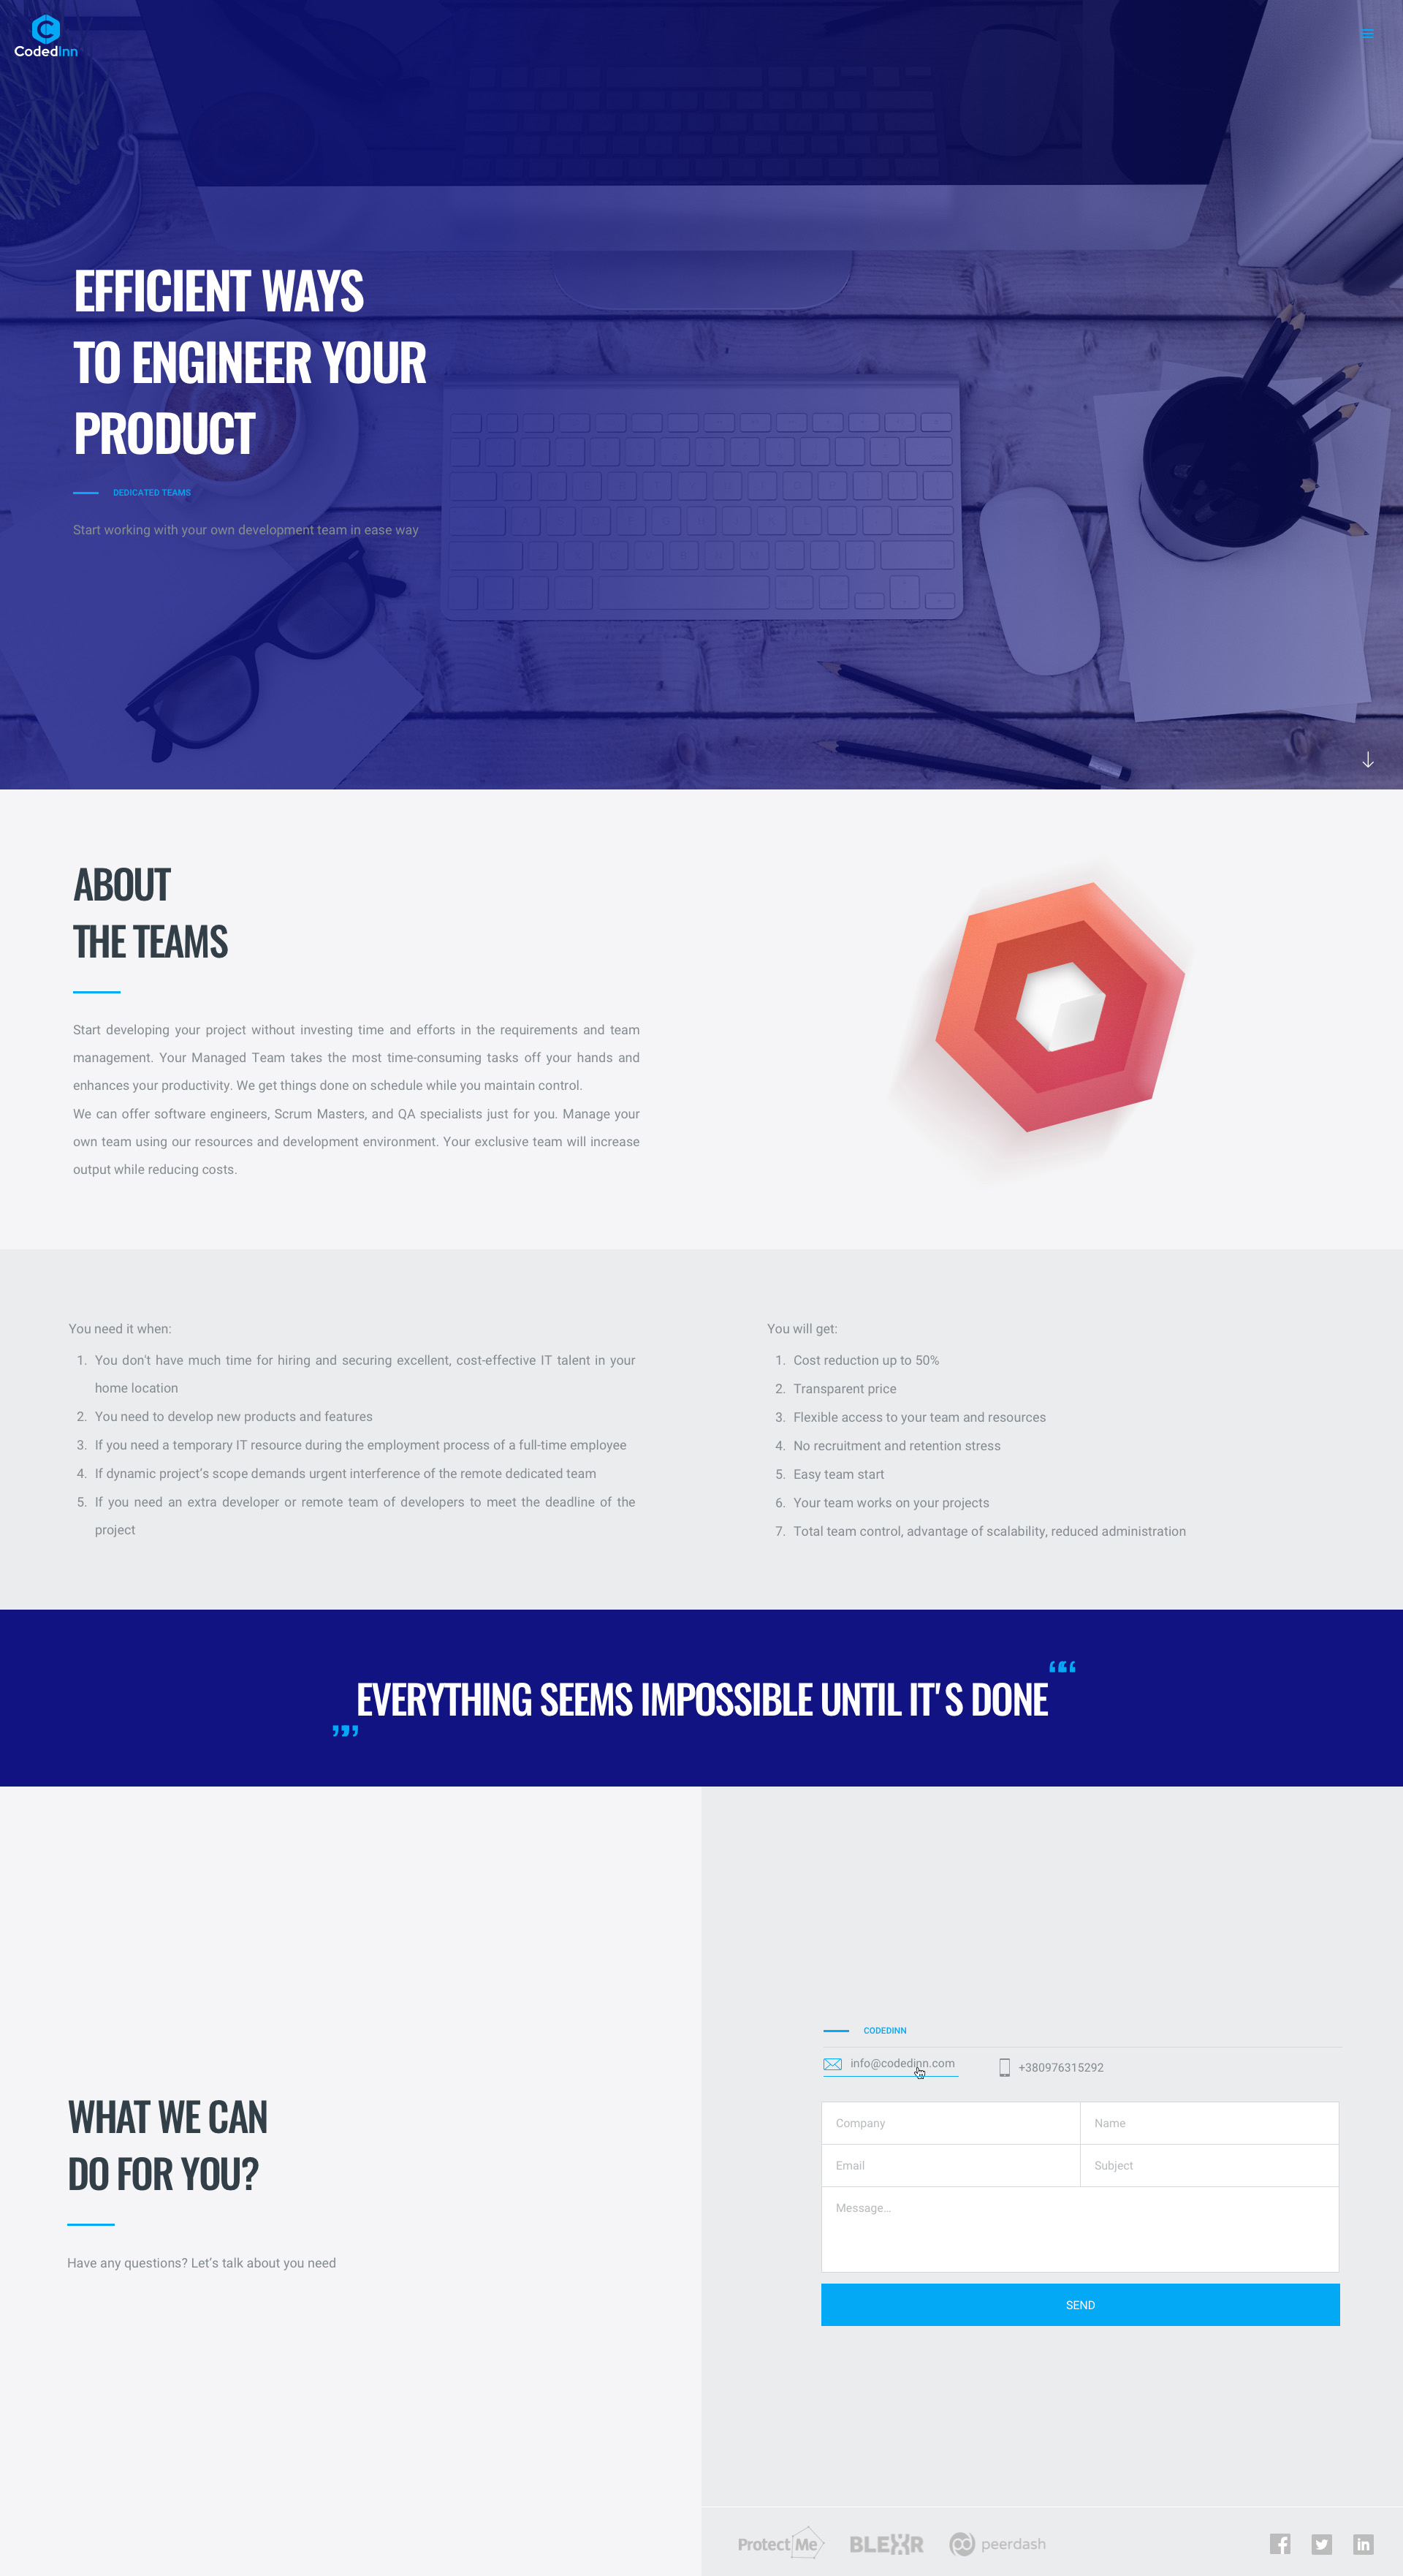 CodedInn
EFFICIENT WAYS
TO ENGINEER YOUR
PRODUCT
DEDICATED TEAMS
Start working with your own development team in ease way
ABOUT
THE TEAMS
Start developing your project without investing time and efforts in the requirements and team
management. Your Managed Team takes the most time-consuming tasks off your hands and
enhances your productivity. We get things done on schedule while you maintain control.
We can offer software engineers, Scrum Masters, and QA specialists just for you. Manage your
own team using our resources and development environment. Your exclusive team will increase
output while reducing costs.
You need it when:
1. You don't have much time for hiring and securing excellent, cost-effective IT talent in your
home location
2. You need to develop new products and features
3. If you need a temporary IT resource during the employment process of a full-time employee
4. If dynamic project’s scope demands urgent interference of the remote dedicated team
5. If you need an extra developer or remote team of developers to meet the deadline of the
project
You will get:
1. Cost reduction up to 50%
2. Transparent price
3. Flexible access to your team and resources
4. No recruitment and retention stress
5. Easy team start
6. Your team works on your projects
7. Total team control, advantage of scalability, reduced administration
EVERYTHING SEEMS IMPOSSIBLE UNTIL IT'S DONE
WHAT WE CAN
DO FOR YOU?
Have any questions? Let’s talk about you need
CODEDINN
info@codedinn.com +380976315292
Company Name
Email Subject
Message...
SEND
ProtectMe BLEXR peerdash